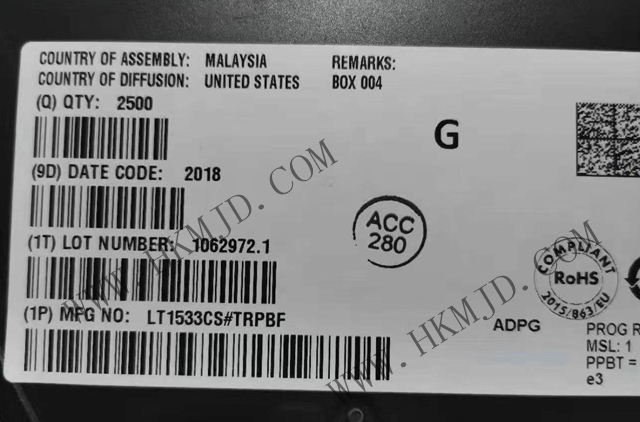 COUNTRY OF ASSEMBLY: MALAYSIA
COUNTRY OF DIFFUSION: UNITED STATES
REMARKS:
BOX 004
(Q) QTY: 2500
G
(9D) DATE CODE: 2018
ACC
280
(1T) LOT NUMBER: 1062972.1
COMPLIANT
RoHS
2015/863/EU
(1P) MFG NO: LT1533CS#TRPBF
ADPG
PROG R
MSL: 1
PPBT =
e3
WWW.HKMJD.COM
WWW.HKMJD.COM